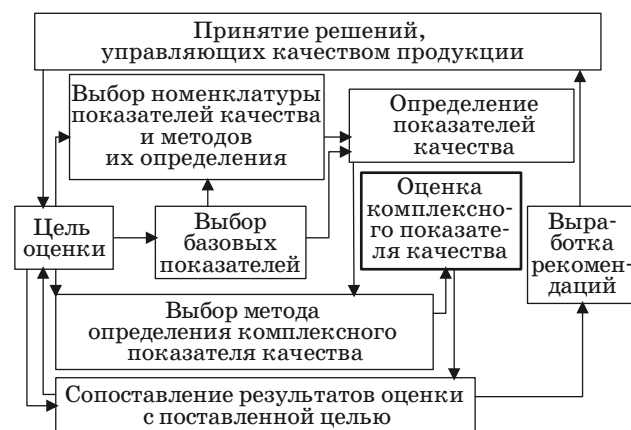 Принятие решений,
управляющих качеством продукции
Выбор номенклатуры
показателей качества
и методов
их определения
Определение
показателей
качества
Цель
оценки
Выбор
базовых
показателей
Оценка
комплексно-
го показате-
ля качества
Выра-
ботка
рекомен-
даций
Выбор метода
определения комплексного
показателя качества
Сопоставление результатов оценки
с поставленной целью